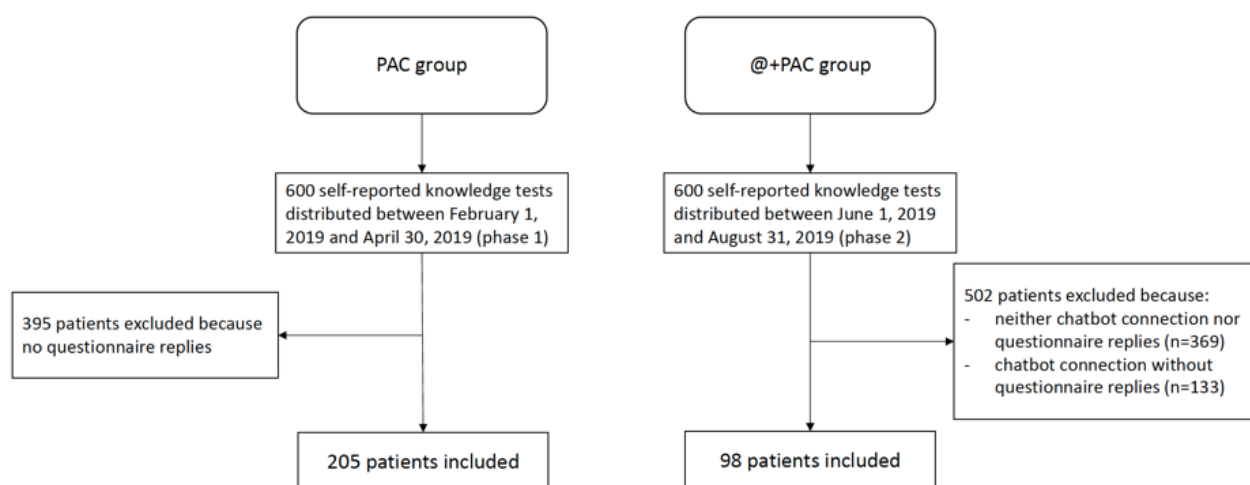 PAC group
@+PAC group
600 self-reported knowledge tests
distributed between February 1,
2019 and April 30, 2019 (phase 1)
600 self-reported knowledge tests
distributed between June 1, 2019
and August 31, 2019 (phase 2)
395 patients excluded because
no questionnaire replies
502 patients excluded because:
- neither chatbot connection nor
questionnaire replies (n=369)
- chatbot connection without
questionnaire replies (n=133)
205 patients included
98 patients included